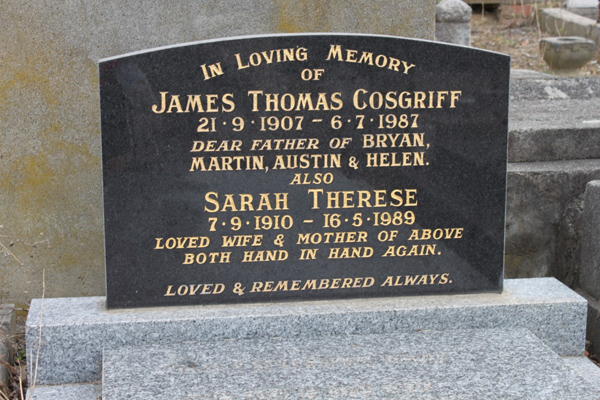 IN LOVING MEMORY
OF
JAMES THOMAS COSGRIFF
21·9·1907 – 6·7·1987
DEAR FATHER OF BRYAN,
MARTIN, AUSTIN & HELEN.
ALSO
SARAH THERESE
7·9·1910 – 16·5·1989
LOVED WIFE & MOTHER OF ABOVE
BOTH HAND IN HAND AGAIN.
LOVED & REMEMBERED ALWAYS.